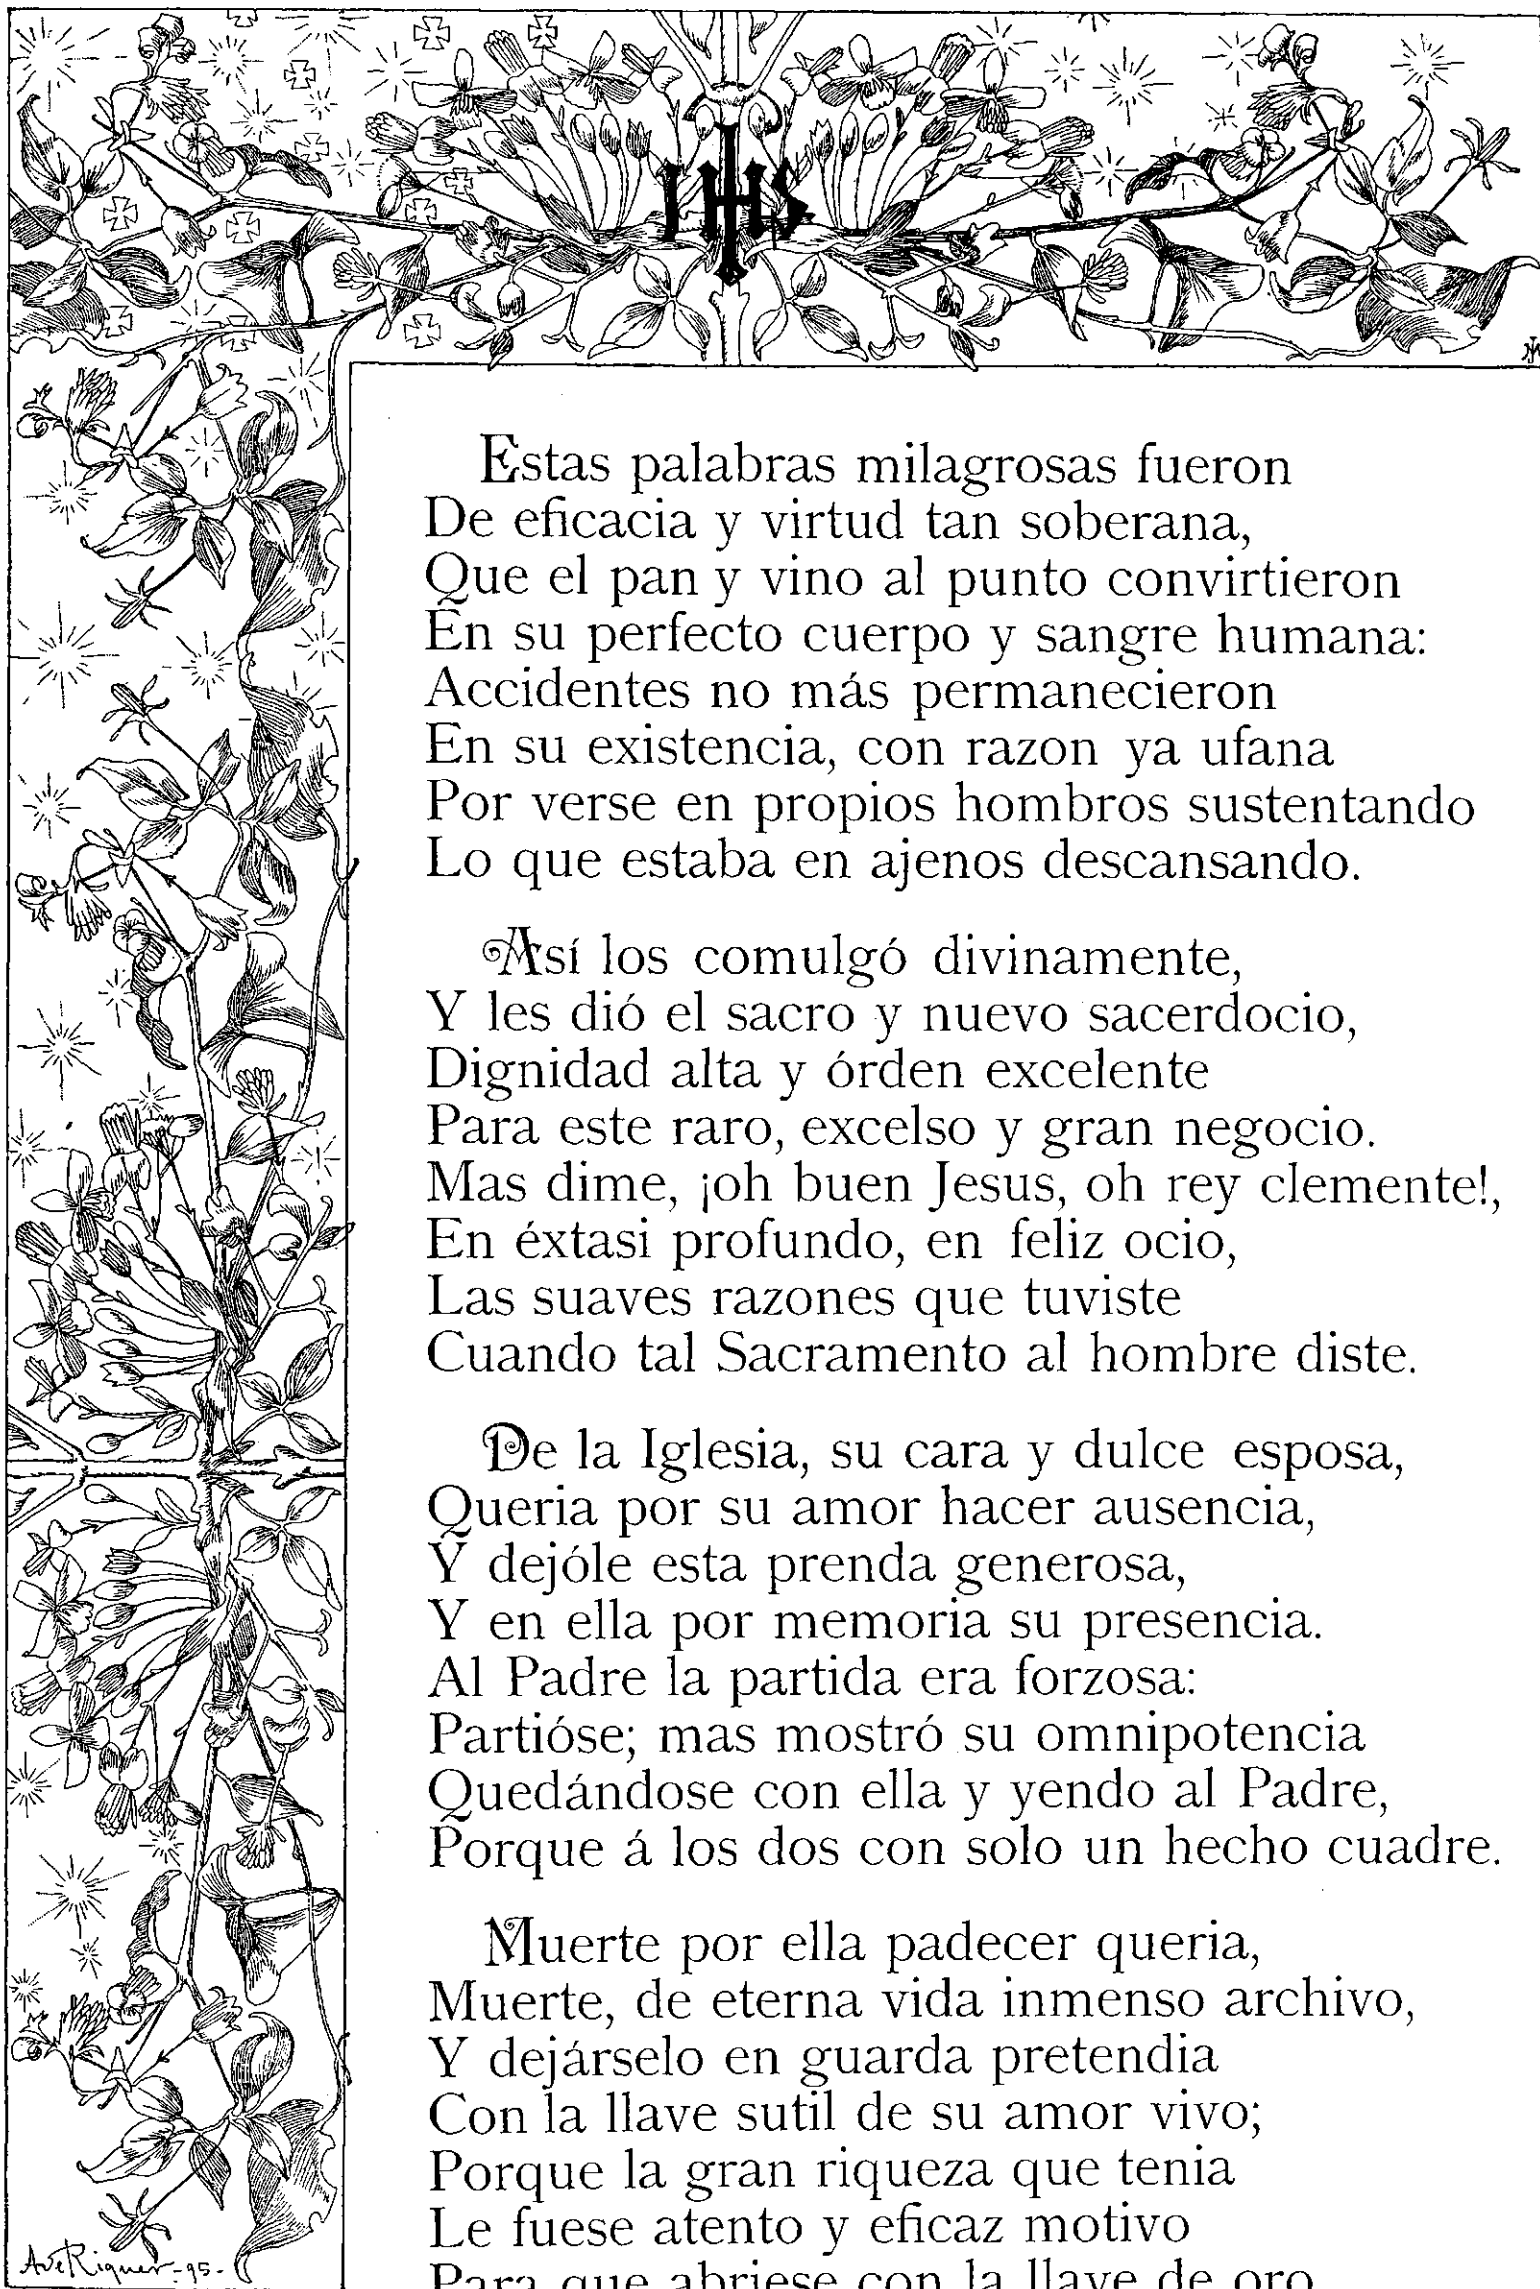 IHS
Estas palabras milagrosas fueron
De eficacia y virtud tan soberana,
Que el pan y vino al punto convirtieron
En su perfecto cuerpo y sangre humana:
Accidentes no más permanecieron
En su existencia, con razon ya ufana
Por verse en propios hombros sustentando
Lo que estaba en ajenos descansando.
Así los comulgó divinamente,
Y les dió el sacro y nuevo sacerdocio,
Dignidad alta y órden excelente
Para este raro, excelso y gran negocio.
Mas dime, ¡oh buen Jesus, oh rey clemente!,
En éxtasi profundo, en feliz ocio,
Las suaves razones que tuviste
Cuando tal Sacramento al hombre diste.
De la Iglesia, su cara y dulce esposa,
Queria por su amor hacer ausencia,
Y dejóle esta prenda generosa,
Y en ella por memoria su presencia.
Al Padre la partida era forzosa:
Partióse; mas mostró su omnipotencia
Quedándose con ella y yendo al Padre,
Porque á los dos con solo un hecho cuadre.
Muerte por ella padecer queria,
Muerte, de eterna vida inmenso archivo,
Y dejárselo en guarda pretendia
Con la llave sutil de su amor vivo;
Porque la gran riqueza que tenia
Le fuese atento y eficaz motivo
Para que abriese con la llave de oro
A de Riquer -95-